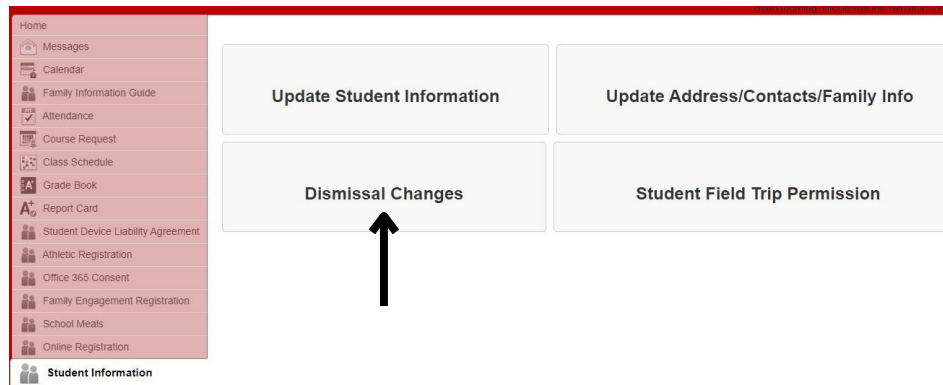 Home
Messages
Calendar
Family Information Guide
Attendance
Course Request
Class Schedule
Grade Book
Report Card
Student Device Liability Agreement
Athletic Registration
Office 365 Consent
Family Engagement Registration
School Meals
Online Registration
Student Information
Update Student Information
Update Address/Contacts/Family Info
Dismissal Changes
Student Field Trip Permission